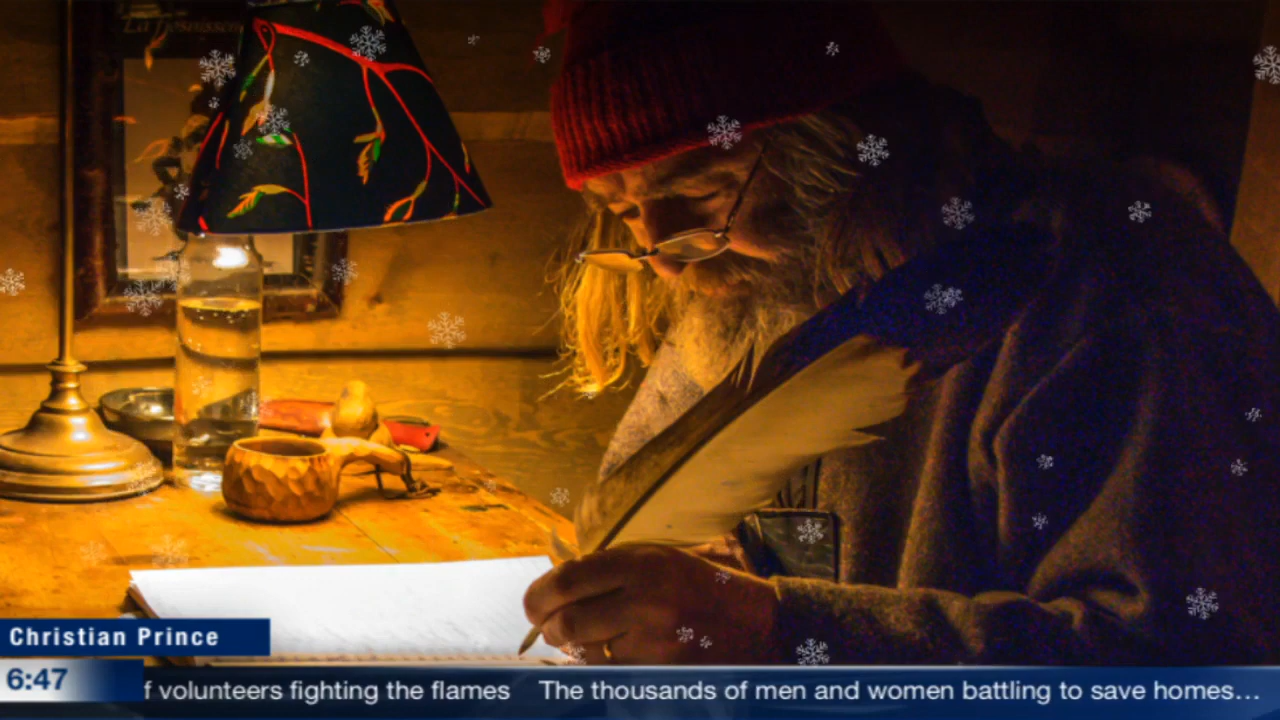 Christian Prince
6:47
f volunteers fighting the flames The thousands of men and women battling to save homes...